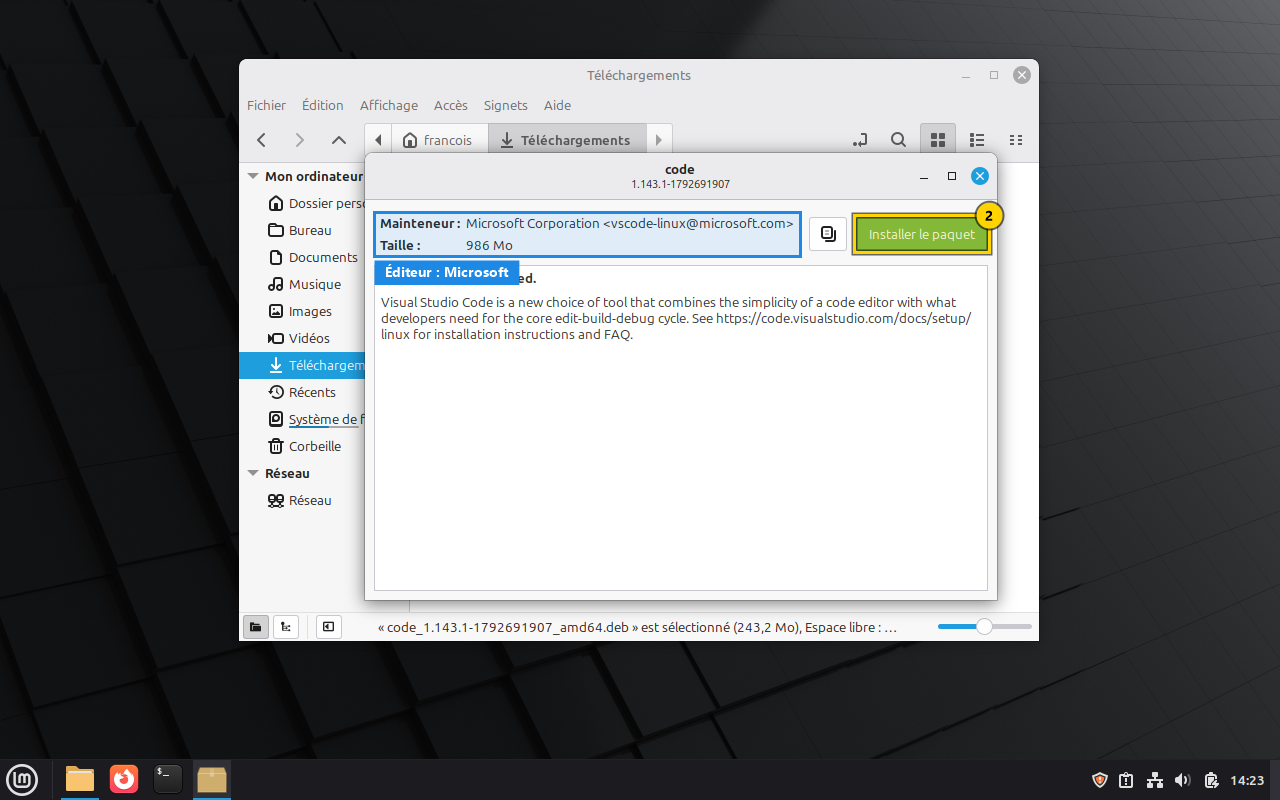 Téléchargements
Fichier Édition Affichage Accès Signets Aide
francois Téléchargements
Mon ordinateur
Dossier pers
Bureau
Documents
Musique
Images
Vidéos
Téléchargem
Récents
Système de f
Corbeille
Réseau
Réseau
code
1.143.1-1792691907
Mainteneur : Microsoft Corporation <vscode-linux@microsoft.com>
Taille : 986 Mo
2
Installer le paquet
Éditeur : Microsoft ed.
Visual Studio Code is a new choice of tool that combines the simplicity of a code editor with what
developers need for the core edit-build-debug cycle. See https://code.visualstudio.com/docs/setup/
linux for installation instructions and FAQ.
« code_1.143.1-1792691907_amd64.deb » est sélectionné (243,2 Mo), Espace libre : …
14:23